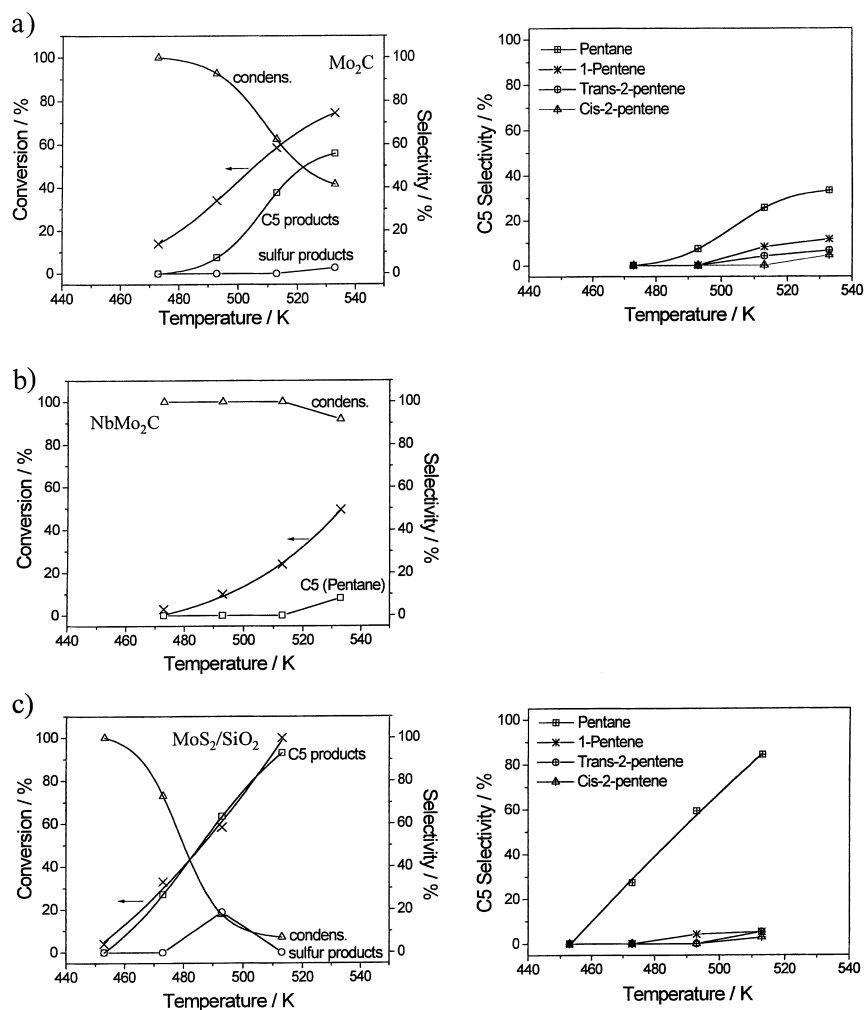 a)
Mo₂C
condens.
C5 products
sulfur products
Conversion / %
Selectivity / %
100
80
60
40
20
0
100
80
60
40
20
0
440 460 480 500 520 540
Temperature / K
Pentane
1-Pentene
Trans-2-pentene
Cis-2-pentene
C5 Selectivity / %
100
80
60
40
20
0
440 460 480 500 520 540
Temperature / K
b)
NbMo₂C
condens.
C5 (Pentane)
Conversion / %
Selectivity / %
100
80
60
40
20
0
100
80
60
40
20
0
440 460 480 500 520 540
Temperature / K
c)
MoS₂/SiO₂
C5 products
condens.
sulfur products
Conversion / %
Selectivity / %
100
80
60
40
20
0
100
80
60
40
20
0
440 460 480 500 520 540
Temperature / K
Pentane
1-Pentene
Trans-2-pentene
Cis-2-pentene
C5 Selectivity / %
100
80
60
40
20
0
440 460 480 500 520 540
Temperature / K